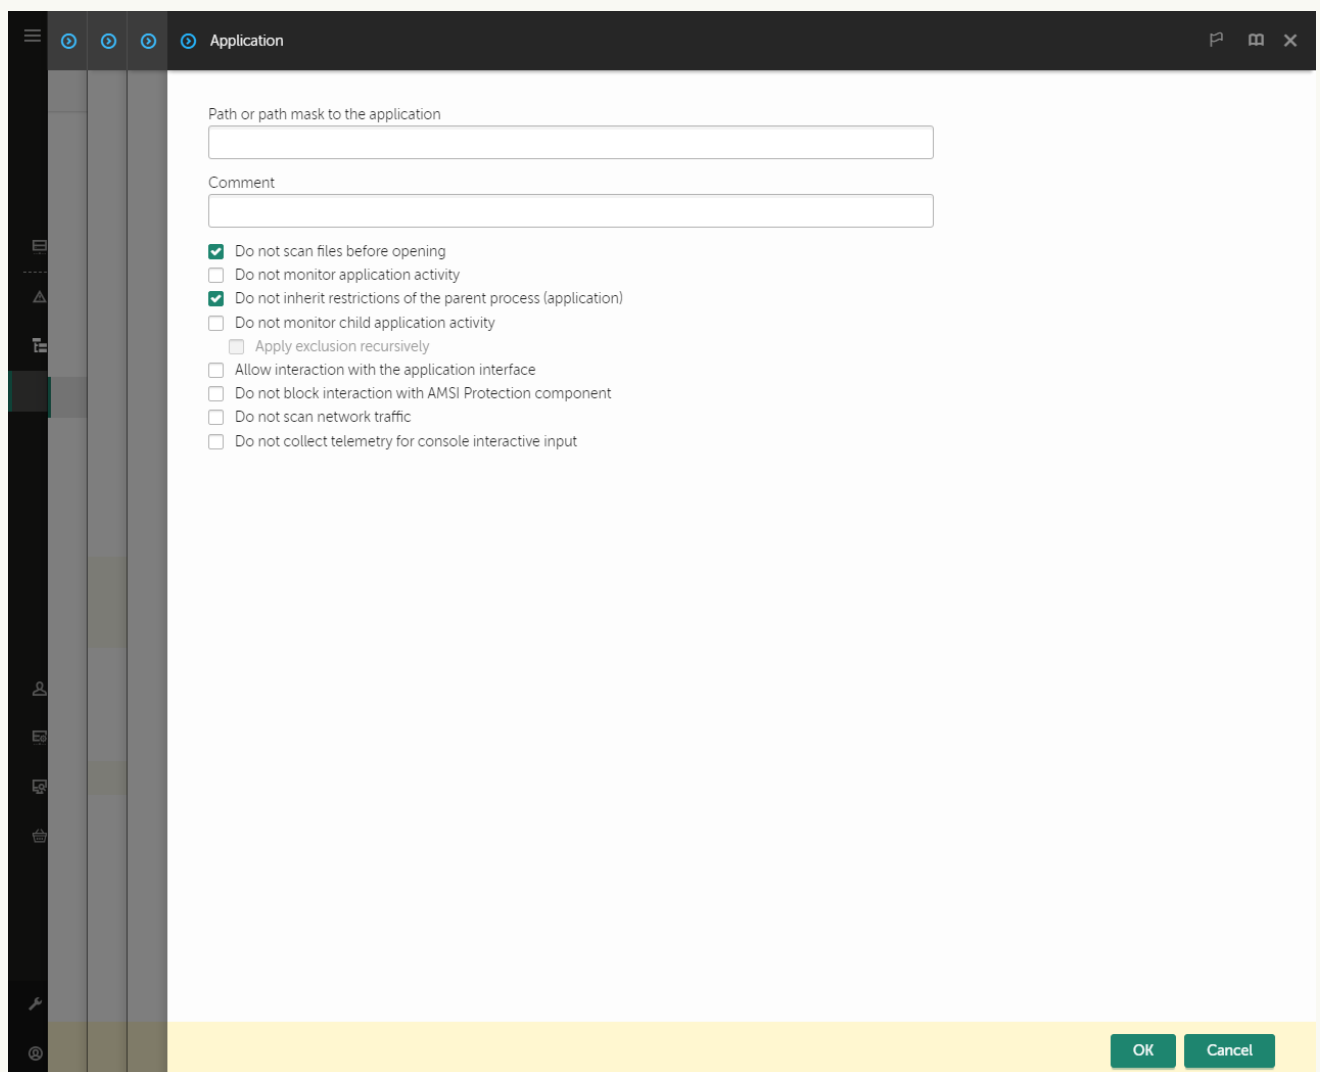 Application
Path or path mask to the application
Comment
Do not scan files before opening
Do not monitor application activity
Do not inherit restrictions of the parent process (application)
Do not monitor child application activity
Apply exclusion recursively
Allow interaction with the application interface
Do not block interaction with AMSI Protection component
Do not scan network traffic
Do not collect telemetry for console interactive input
OK Cancel